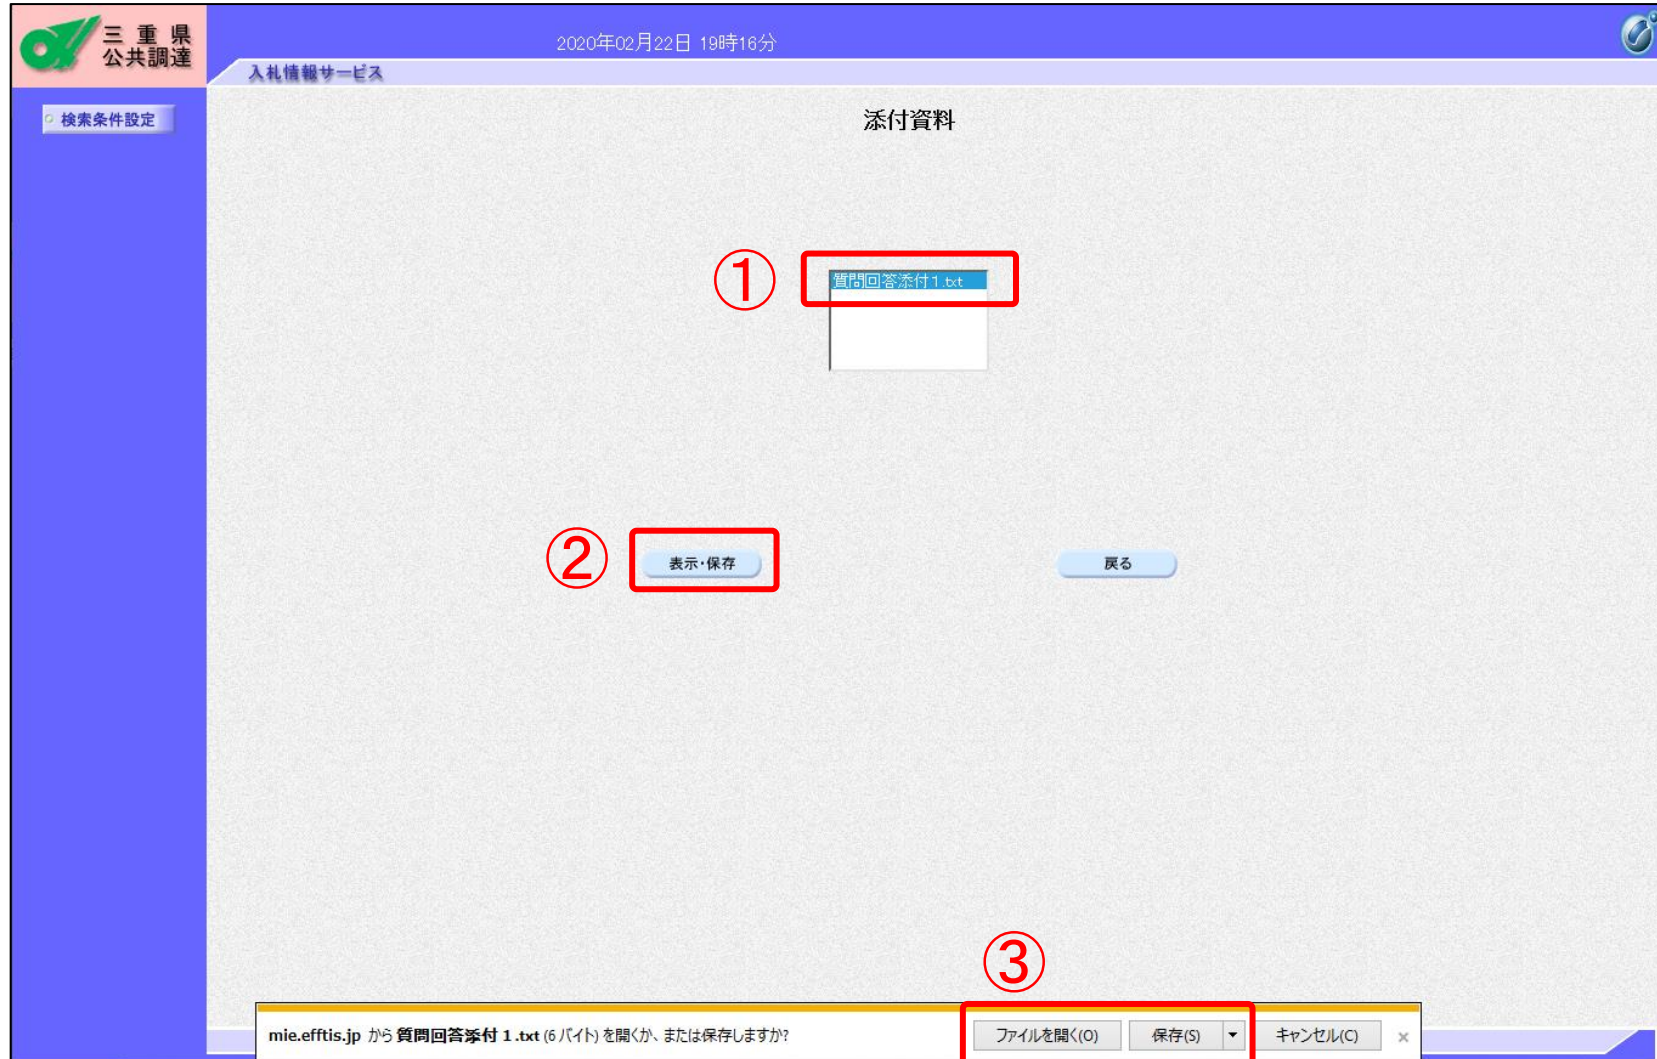 三 重 県
公共調達
2020年02月22日 19時16分
入札情報サービス
検索条件設定
添付資料
①
質問回答添付1.txt
②
表示・保存
戻る
③
mie.efftis.jp から 質問回答添付 1 .txt (6 バイト) を開くか、または保存しますか?
ファイルを開く(O)
保存(S)
キャンセル(C)
×